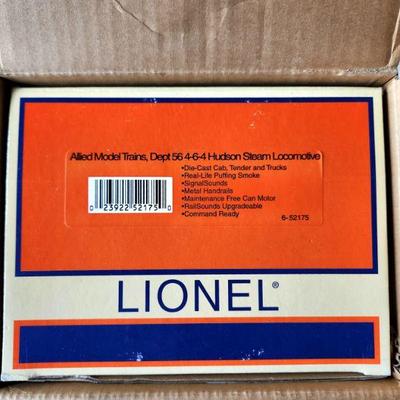 Allied Model Trains, Dept 56 4-6-4 Hudson Steam Locomotive
•Die-Cast Cab, Tender and Trucks
•Real-Life Puffing Smoke
•SignalSounds
•Metal Handrails
•Maintenance Free Can Motor
•RailSounds Upgradeable
•Command Ready
0 23922 52175 0
6-52175
LIONEL®